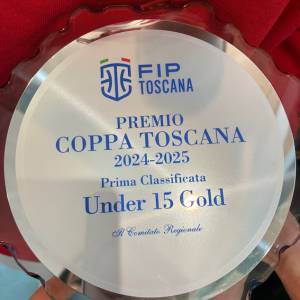 FIP
TOSCANA
PREMIO
COPPA TOSCANA
2024-2025
Prima Classificata
Under 15 Gold
Il Comitato Regionale